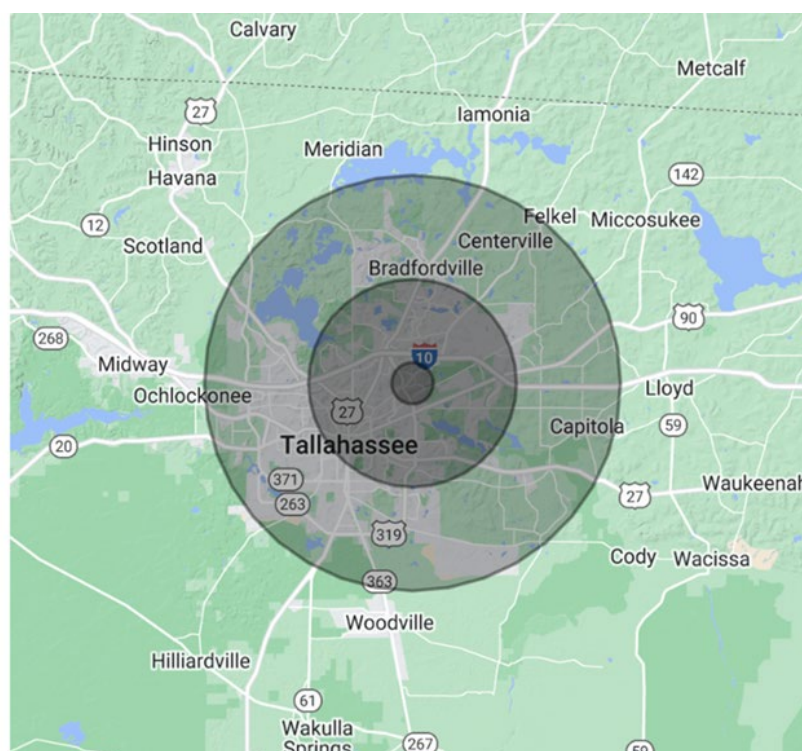 Calvary
Metcalf
27
Iamonia
Hinson
Meridian
Havana
142
Felkel
Miccosukee
12
Scotland
Centerville
Bradfordville
90
268
10
Midway
Ochlockonee
Lloyd
27
Capitola
59
20
Tallahassee
371
Waukeenah
263
27
319
Cody
Wacissa
363
Woodville
Hilliardville
61
Wakulla
Springs
267
59